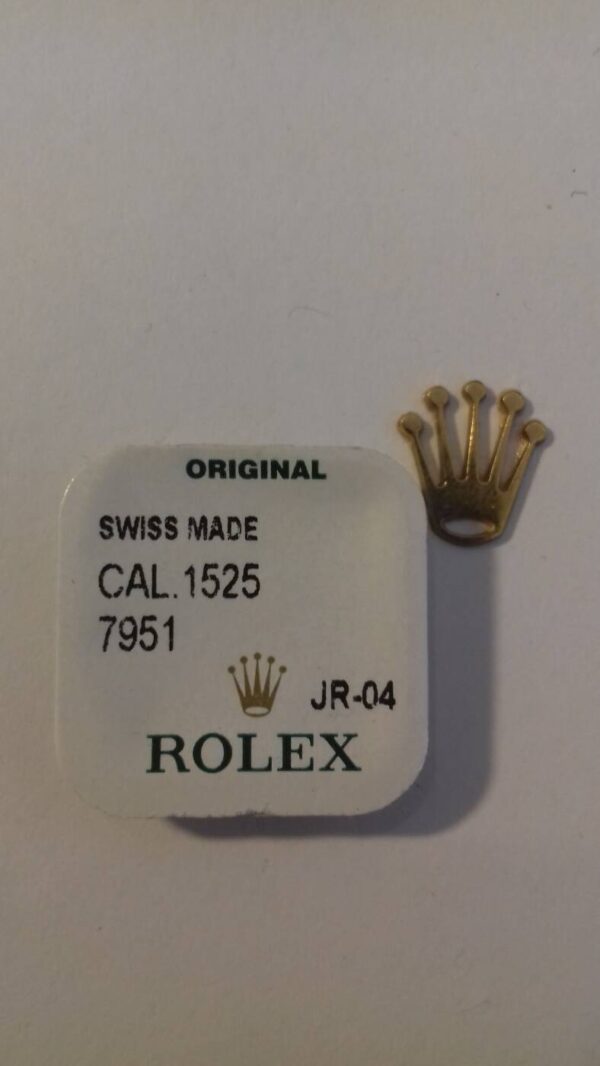 ORIGINAL
SWISS MADE
CAL.1525
7951
JR-04
ROLEX